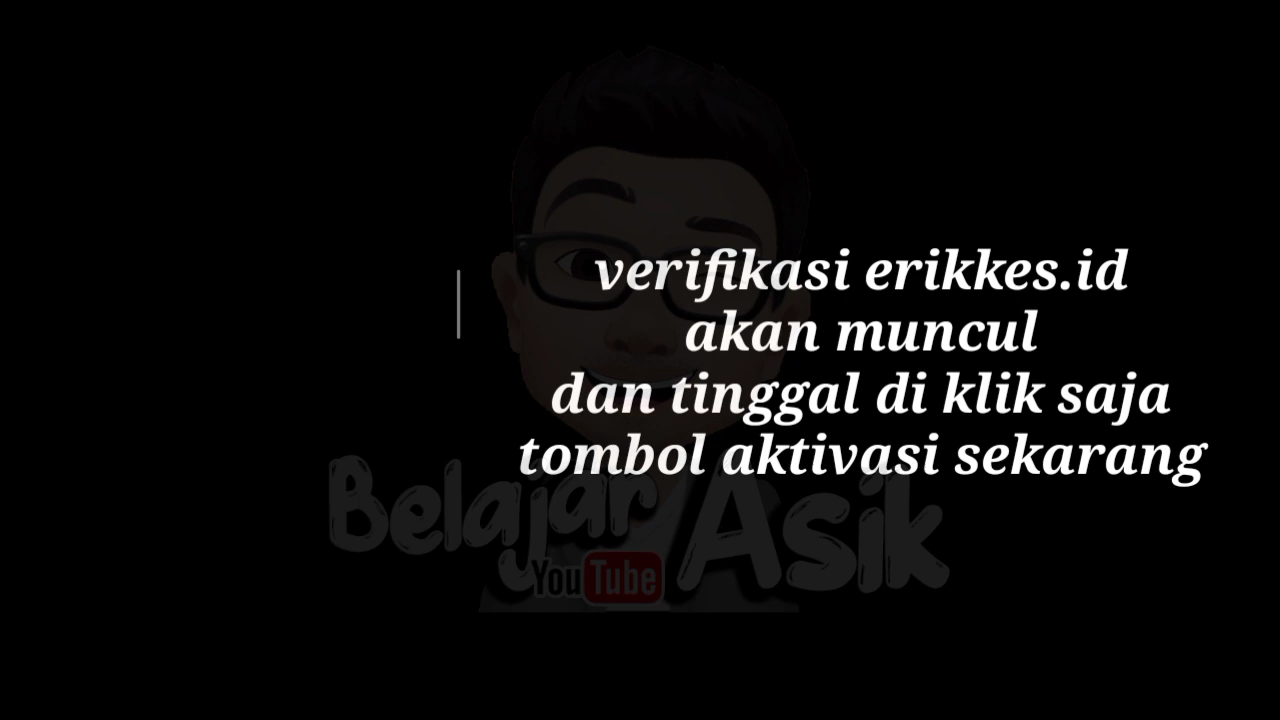 verifikasi erikkes.id
akan muncul
dan tinggal di klik saja
tombol aktivasi sekarang
Belajar Asik
YouTube